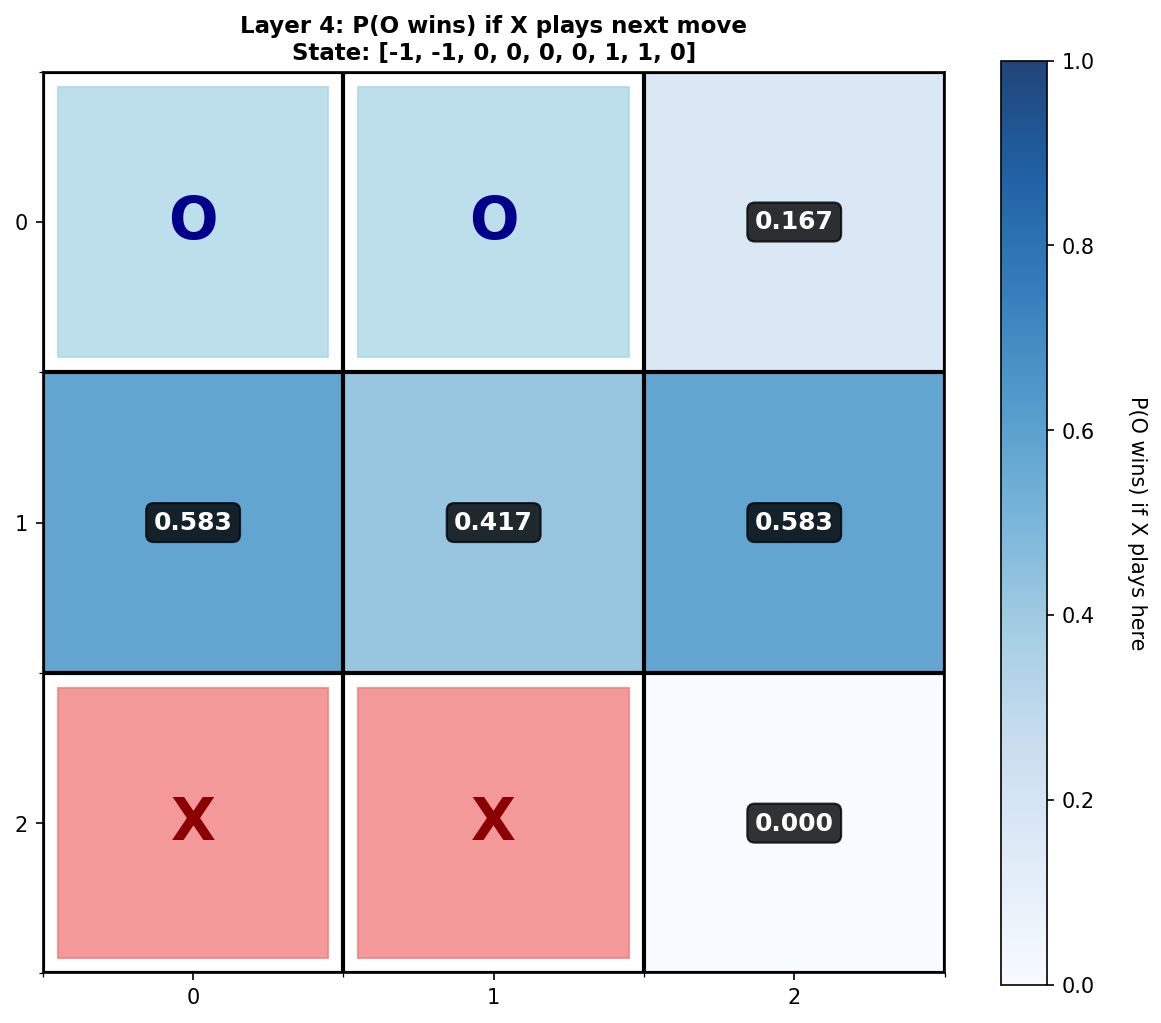 Layer 4: P(O wins) if X plays next move
State: [-1, -1, 0, 0, 0, 0, 1, 1, 0]
0
O
O
0.167
1
0.583
0.417
0.583
2
X
X
0.000
0
1
2
1.0
0.8
0.6
0.4
0.2
0.0
P(O wins) if X plays here